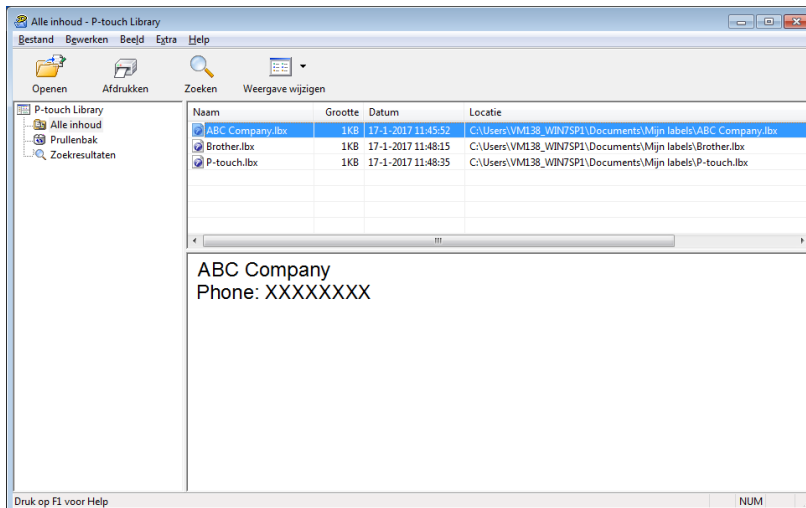 Alle inhoud - P-touch Library
Bestand Bewerken Beeld Extra Help
Openen Afdrukken Zoeken Weergave wijzigen
P-touch Library
Alle inhoud
Prullenbak
Zoekresultaten
Naam Grootte Datum Locatie
ABC Company.lbx 1KB 17-1-2017 11:45:52 C:\Users\VM138_WIN7SP1\Documents\Mijn labels\ABC Company.lbx
Brother.lbx 1KB 17-1-2017 11:48:15 C:\Users\VM138_WIN7SP1\Documents\Mijn labels\Brother.lbx
P-touch.lbx 1KB 17-1-2017 11:48:35 C:\Users\VM138_WIN7SP1\Documents\Mijn labels\P-touch.lbx
ABC Company
Phone: XXXXXXXX
Druk op F1 voor Help NUM